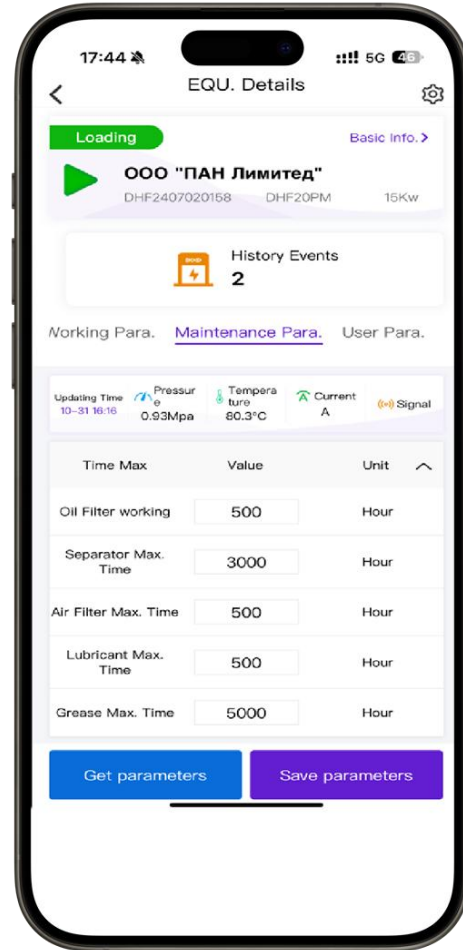 17:44 5G 46
EQU. Details
Loading
Basic Info.>
ООО "ПАН Лимитед"
DHF2407020158 DHF20PM 15Kw
History Events
2
Working Para. Maintenance Para. User Para.
Updating Time
10-31 16:16
Pressur
e
0.93Mpa
Tempera
ture
80.3°C
Current
A
Signal
Time Max Value Unit
Oil Filter working 500 Hour
Separator Max.
Time 3000 Hour
Air Filter Max. Time 500 Hour
Lubricant Max.
Time 500 Hour
Grease Max. Time 5000 Hour
Get parameters Save parameters